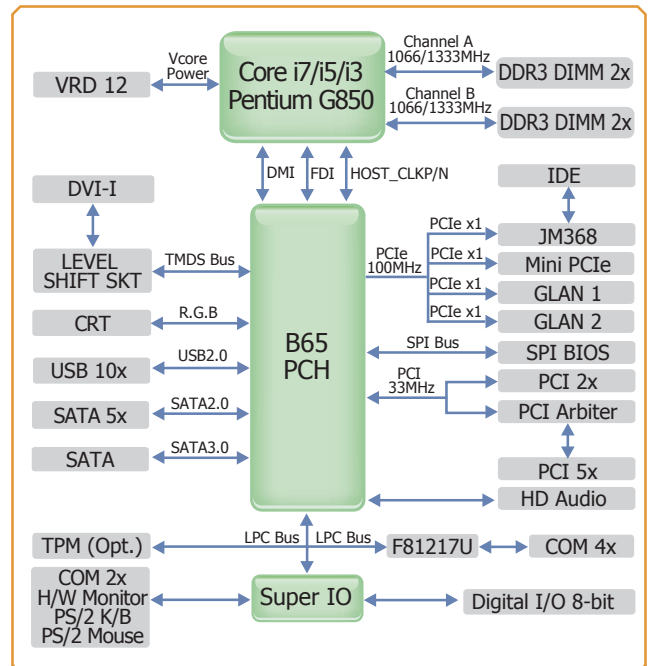 VRD 12
Vcore
Power
Core i7/i5/i3
Pentium G850
Channel A
1066/1333MHz
DDR3 DIMM 2x
Channel B
1066/1333MHz
DDR3 DIMM 2x
DMI
FDI
HOST_CLKP/N
DVI-I
LEVEL
SHIFT SKT
TMDS Bus
CRT
R.G.B
USB 10x
USB2.0
SATA 5x
SATA2.0
SATA
SATA3.0
B65
PCH
PCIe
100MHz
IDE
PCIe x1
JM368
PCIe x1
Mini PCIe
PCIe x1
GLAN 1
PCIe x1
GLAN 2
SPI Bus
SPI BIOS
PCI
33MHz
PCI 2x
PCI Arbiter
PCI 5x
HD Audio
TPM (Opt.)
LPC Bus
LPC Bus
F81217U
COM 4x
COM 2x
H/W Monitor
PS/2 K/B
PS/2 Mouse
Super IO
Digital I/O 8-bit